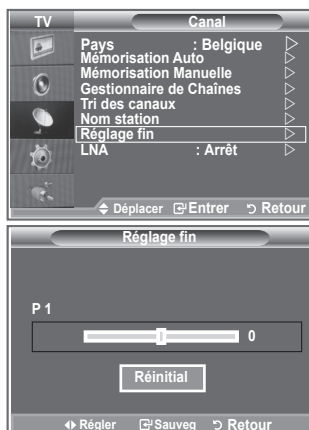 TV Canal
Pays : Belgique
Mémorisation Auto
Mémorisation Manuelle
Gestionnaire de Chaînes
Tri des canaux
Nom station
Réglage fin
LNA : Arrêt
Déplacer Entrer Retour
Réglage fin
P 1
0
Réinitial
Régler Sauveg Retour